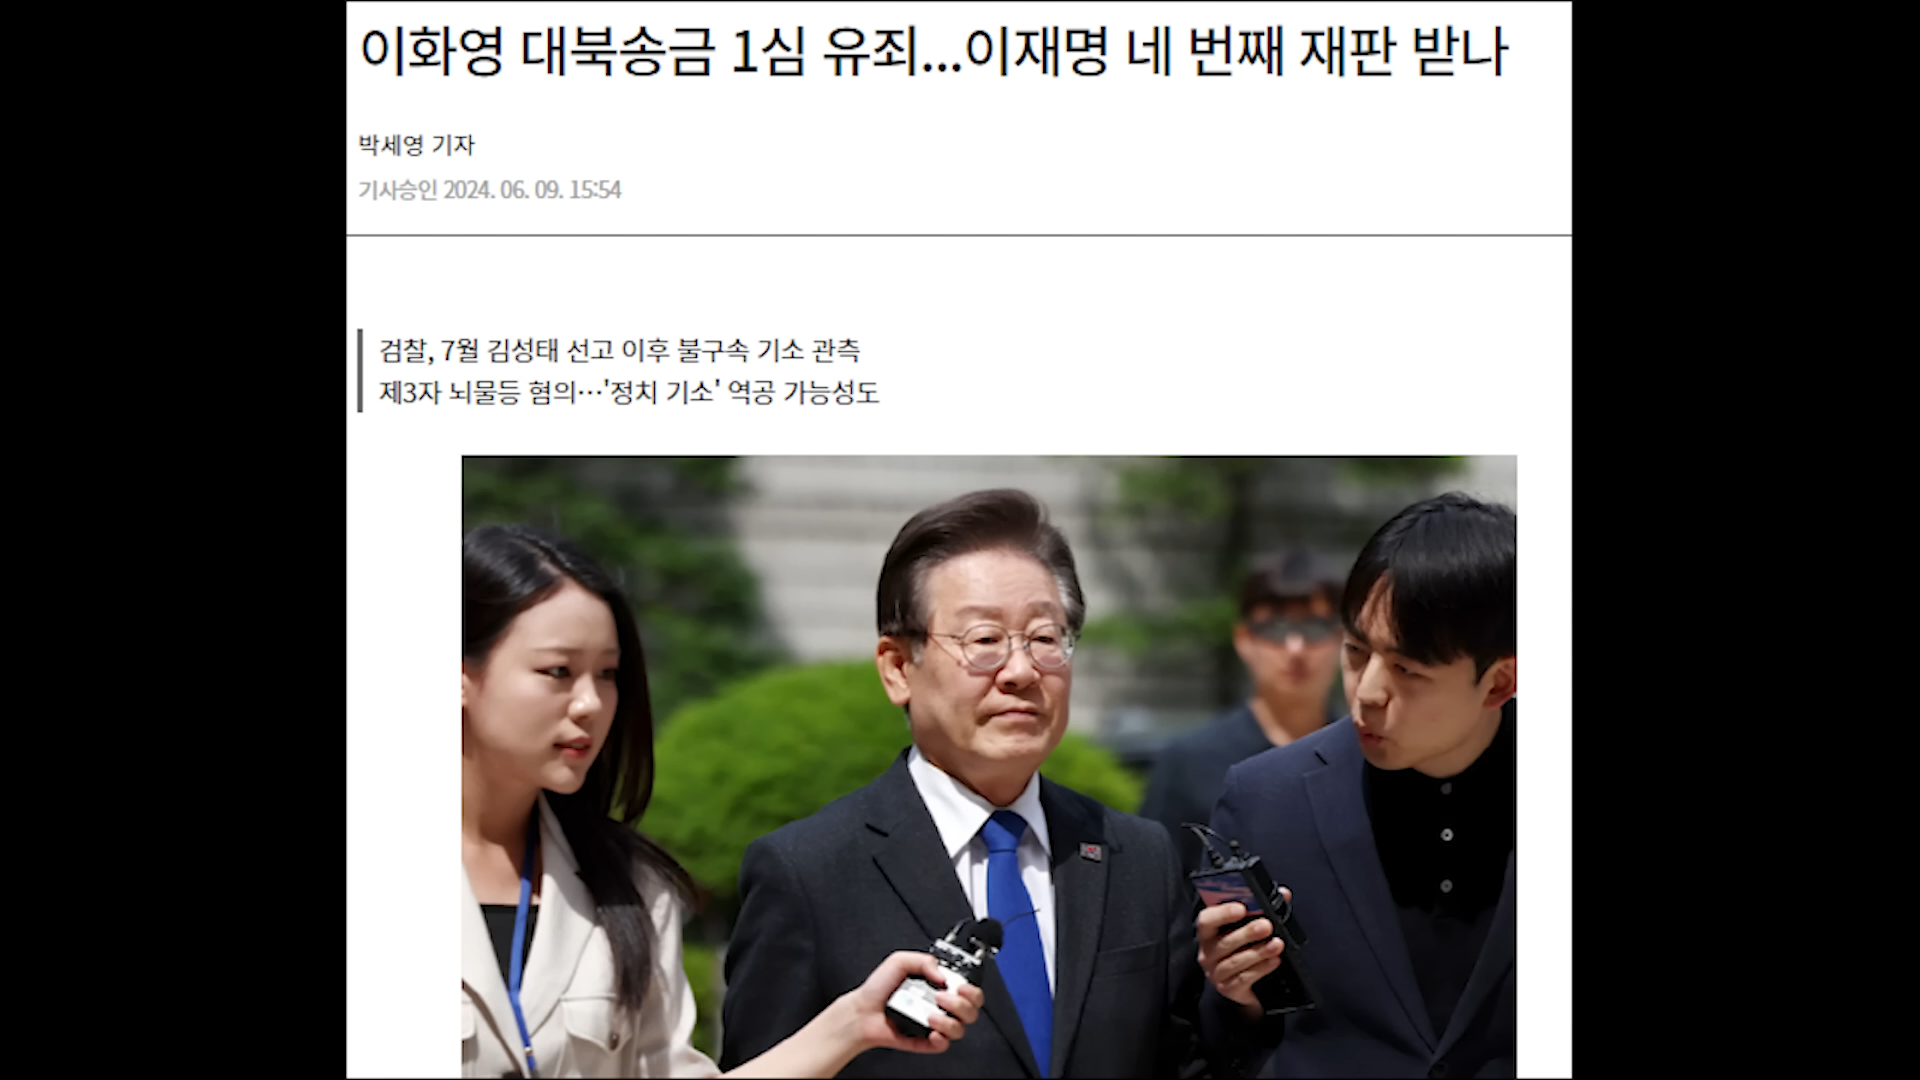 이화영 대북송금 1심 유죄...이재명 네 번째 재판 받나
박세영 기자
기사승인 2024. 06. 09. 15:54
검찰, 7월 김성태 선고 이후 불구속 기소 관측
제3자 뇌물등 혐의…'정치 기소' 역공 가능성도